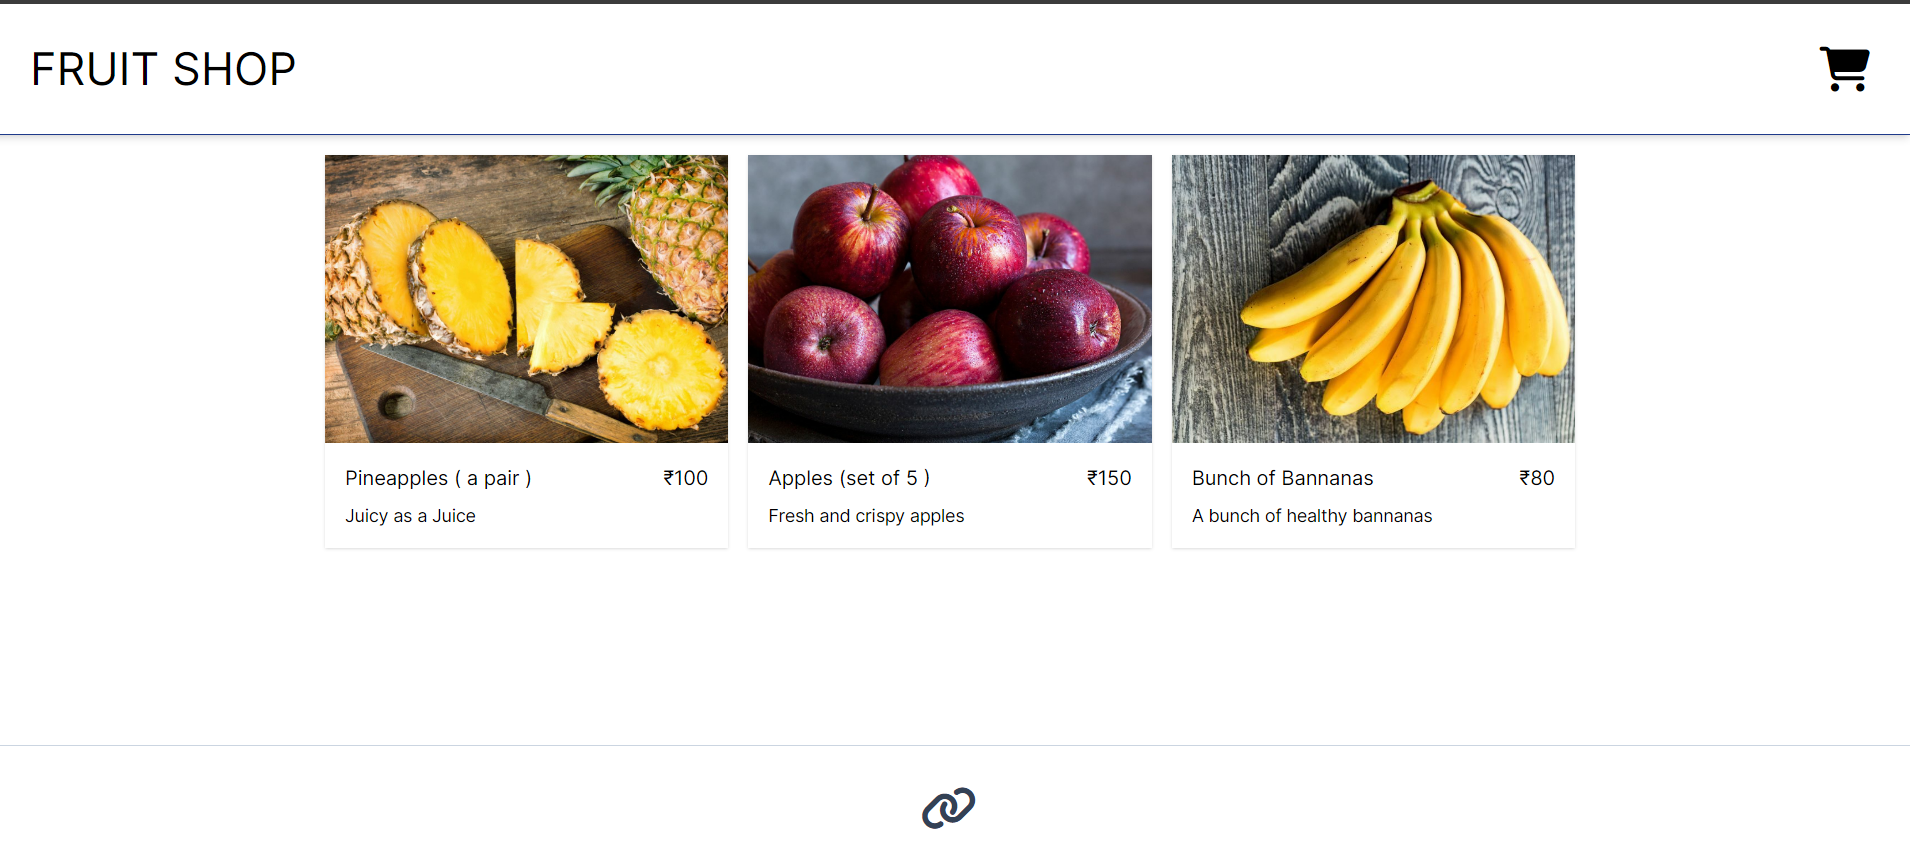 FRUIT SHOP
Pineapples ( a pair ) ₹100
Juicy as a Juice
Apples (set of 5 ) ₹150
Fresh and crispy apples
Bunch of Bannanas ₹80
A bunch of healthy bannanas